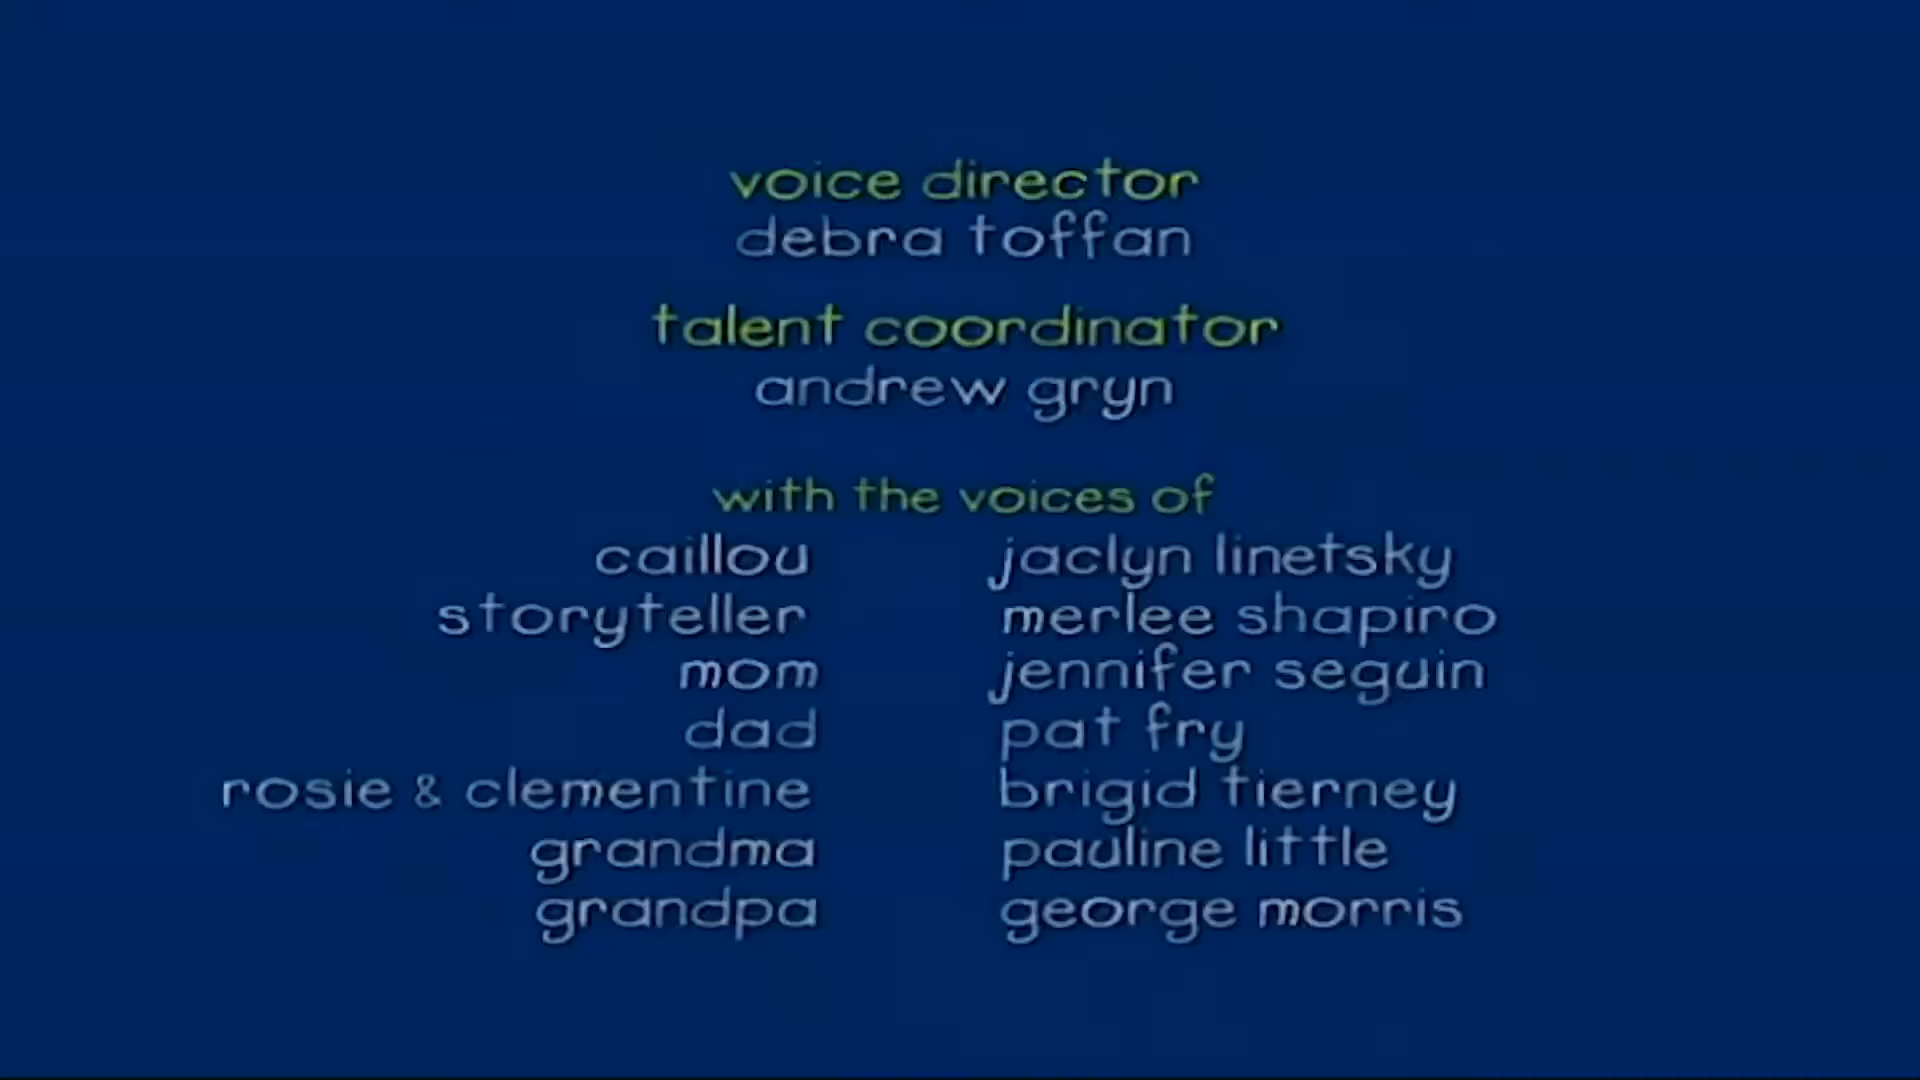 voice director
debra toffan
talent coordinator
andrew gryn
with the voices of
caillou jaclyn linetsky
storyteller merlee shapiro
mom jennifer seguin
dad pat fry
rosie & clementine brigid tierney
grandma pauline little
grandpa george morris